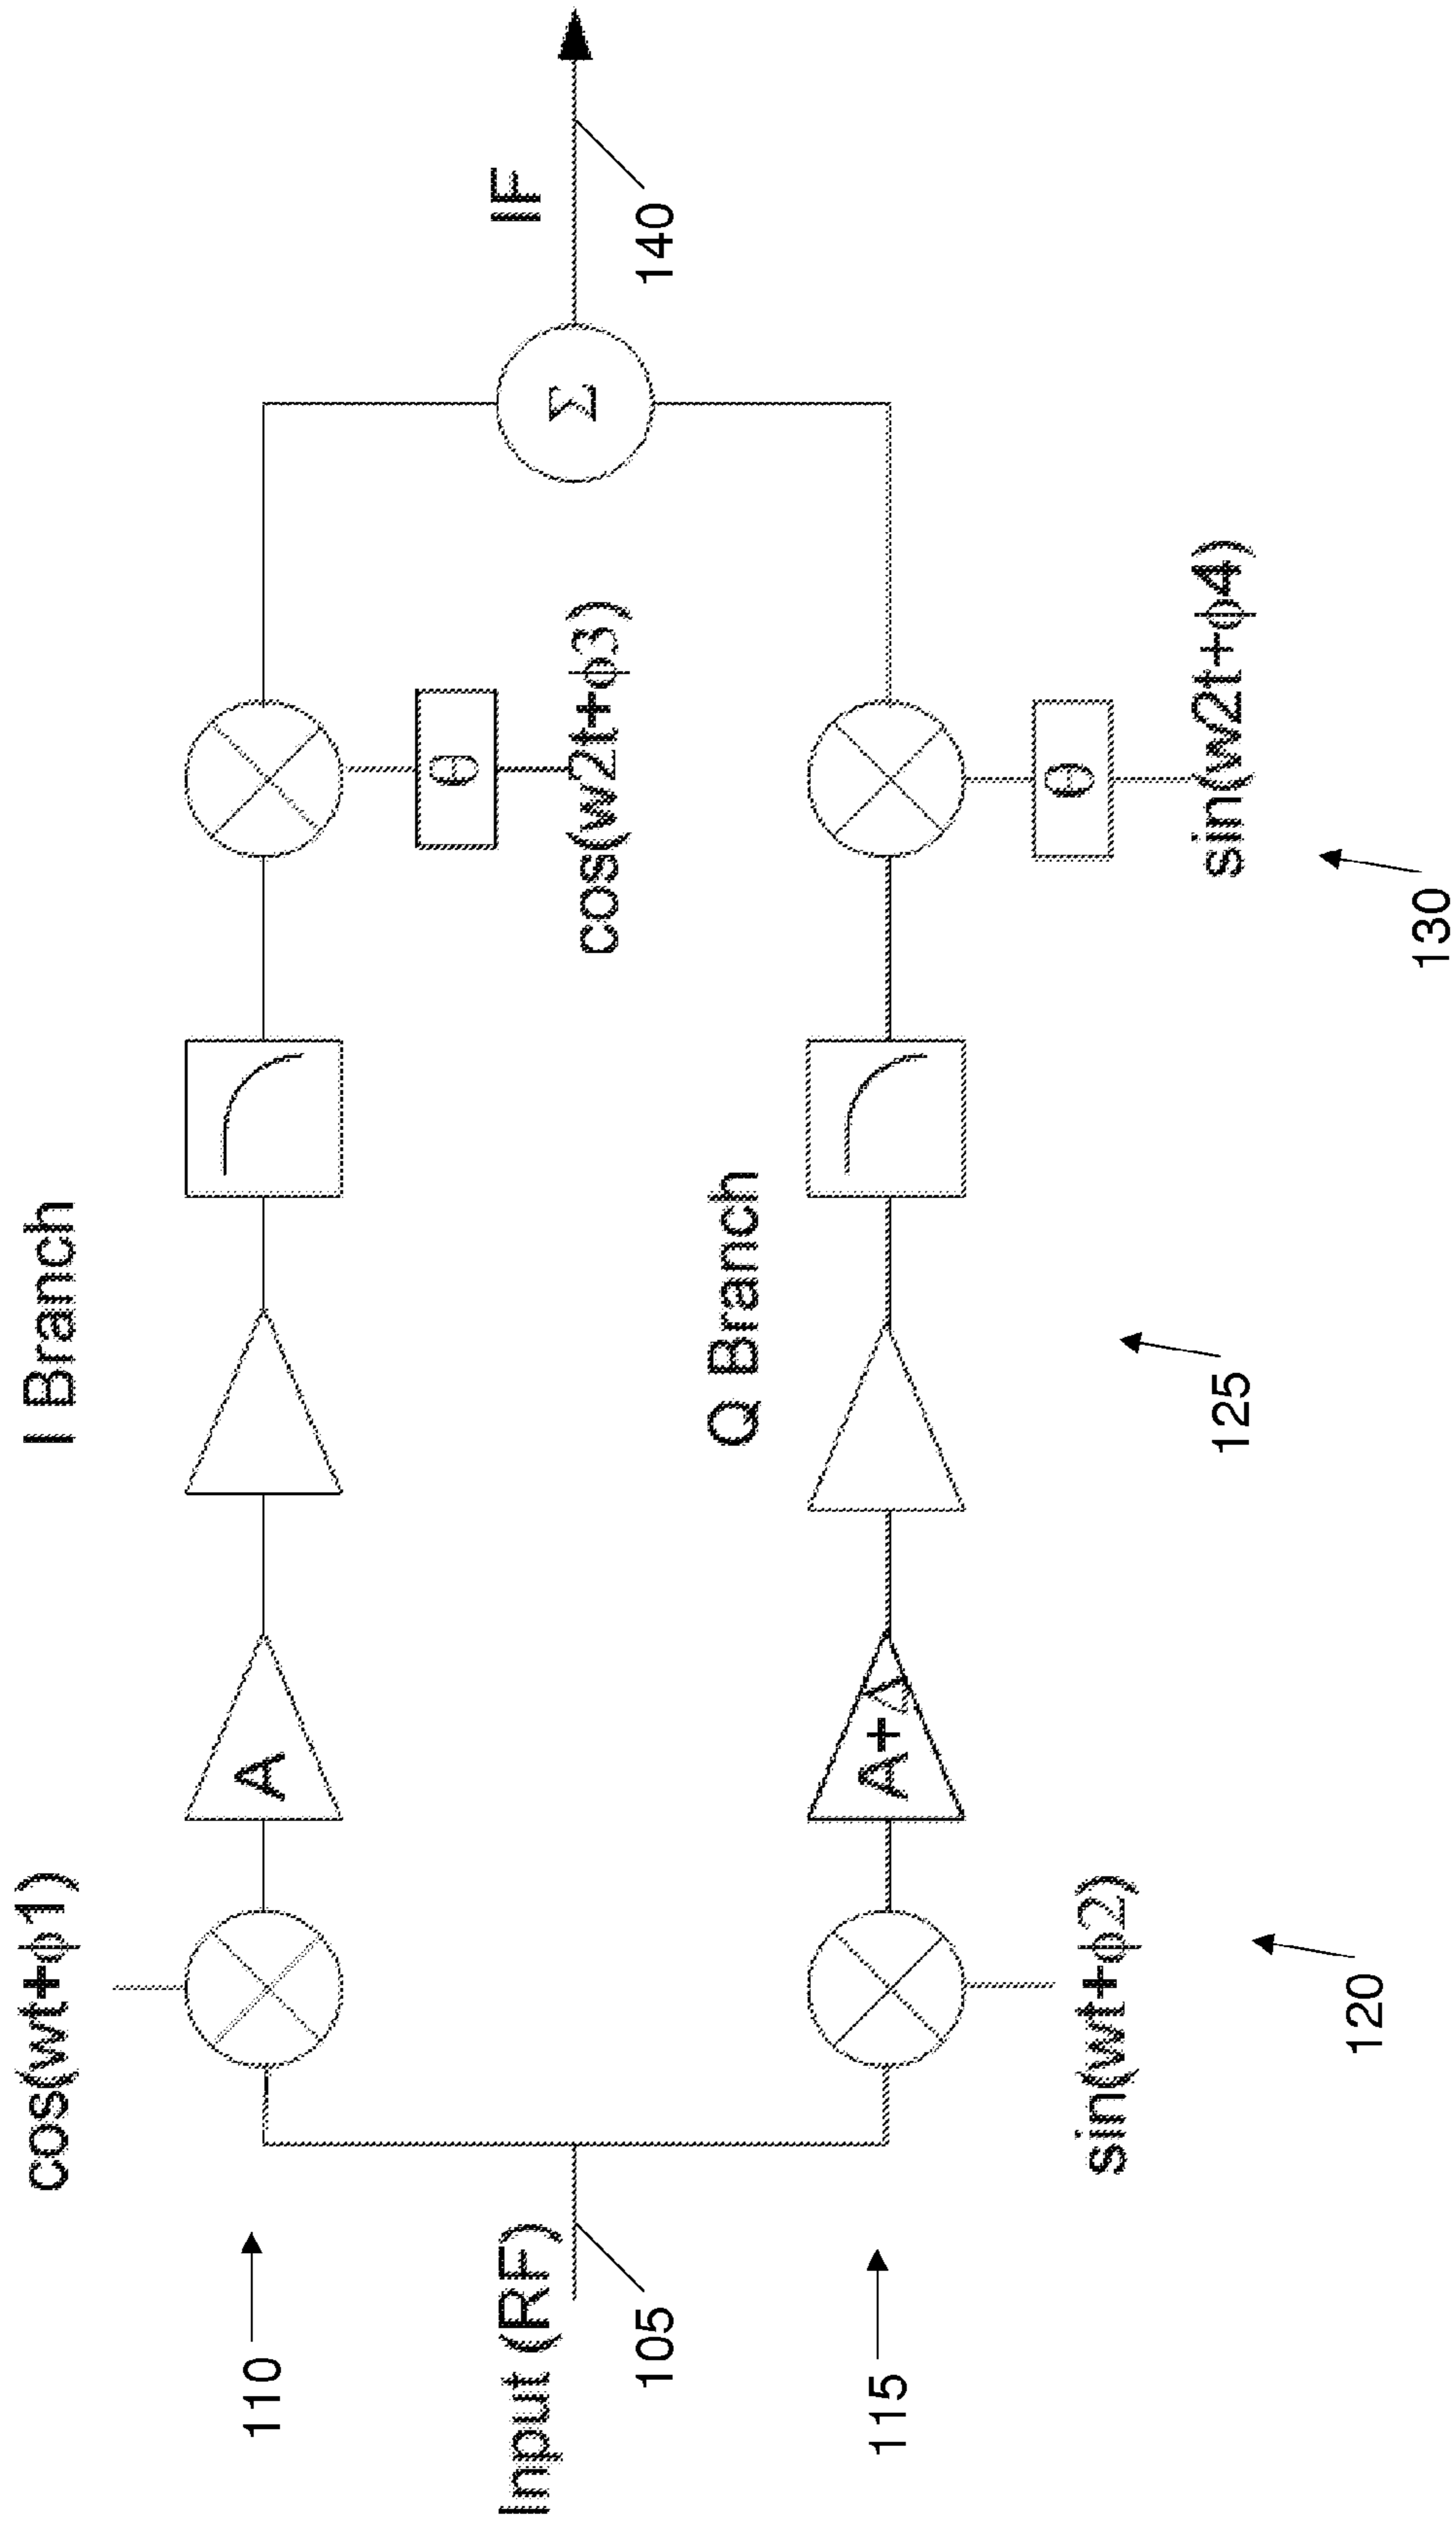 I Branch
cos(wt+ϕ1)
110
A
θ
cos(w2t+ϕ3)
Input (RF)
105
Σ
IF
140
Q Branch
115
A+Δ
θ
sin(wt+ϕ2)
sin(w2t+ϕ4)
120
125
130